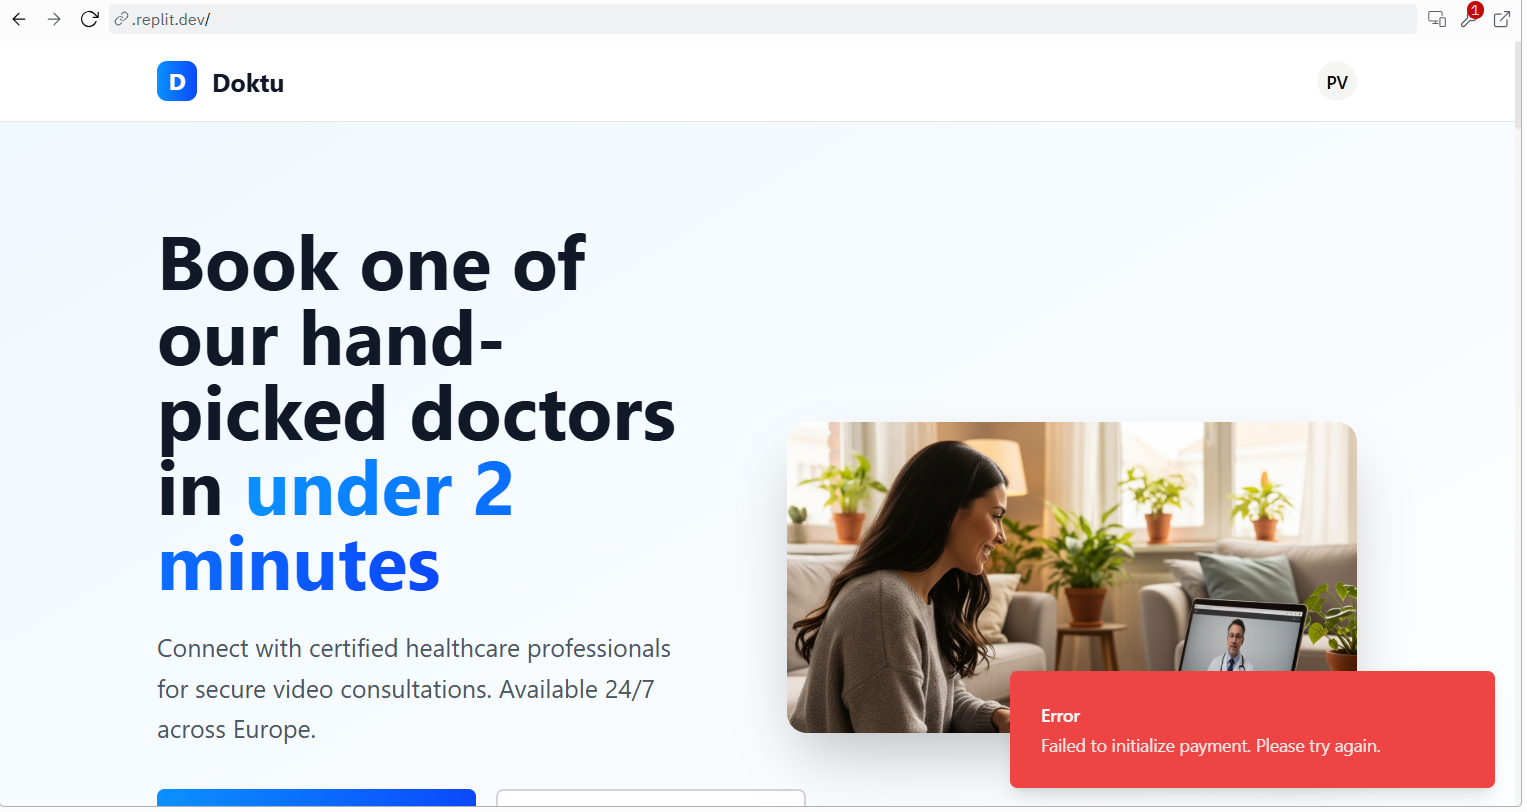 .replit.dev/
1
D
Doktu
PV
Book one of
our hand-
picked doctors
in under 2
minutes
Connect with certified healthcare professionals
for secure video consultations. Available 24/7
across Europe.
Error
Failed to initialize payment. Please try again.